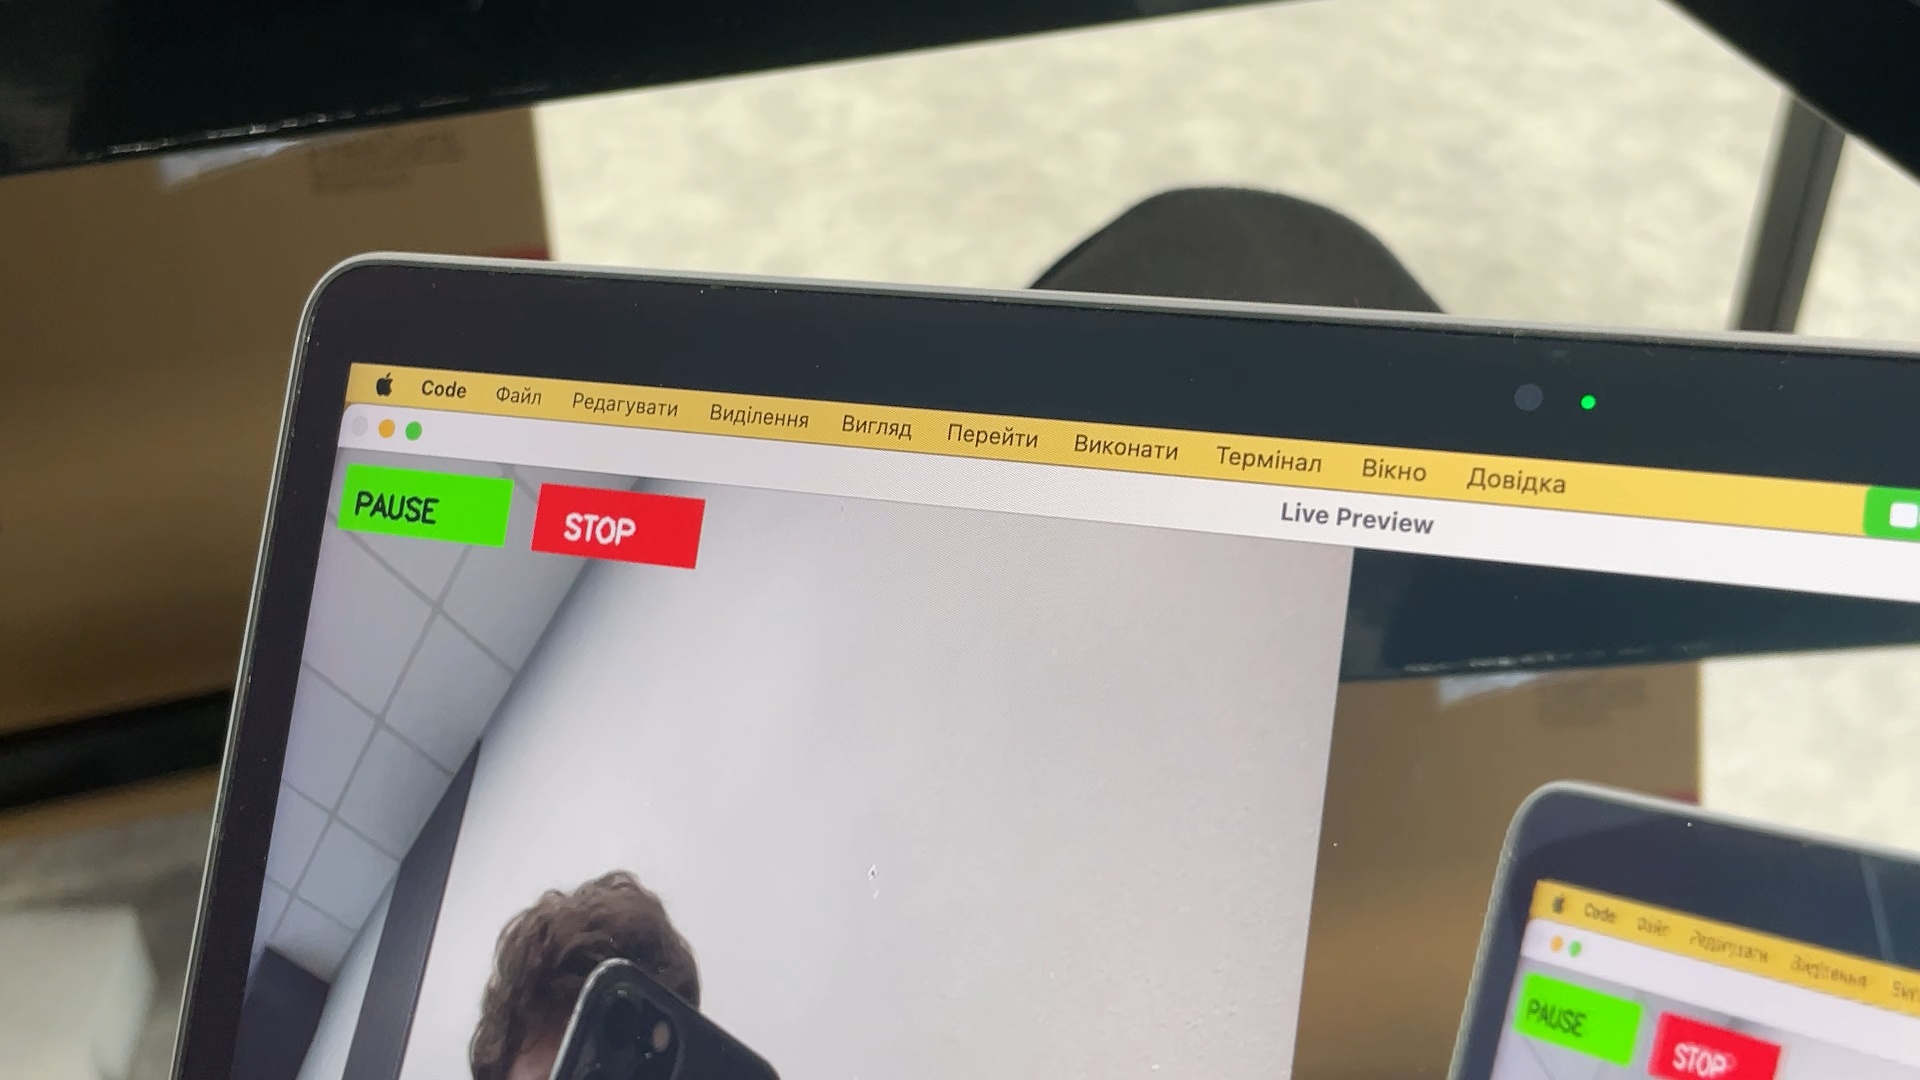 Code Файл Редагувати Виділення Вигляд Перейти Виконати Термінал Вікно Довідка
Live Preview
PAUSE STOP
Code Файл Редагувати Виділення
PAUSE STOP